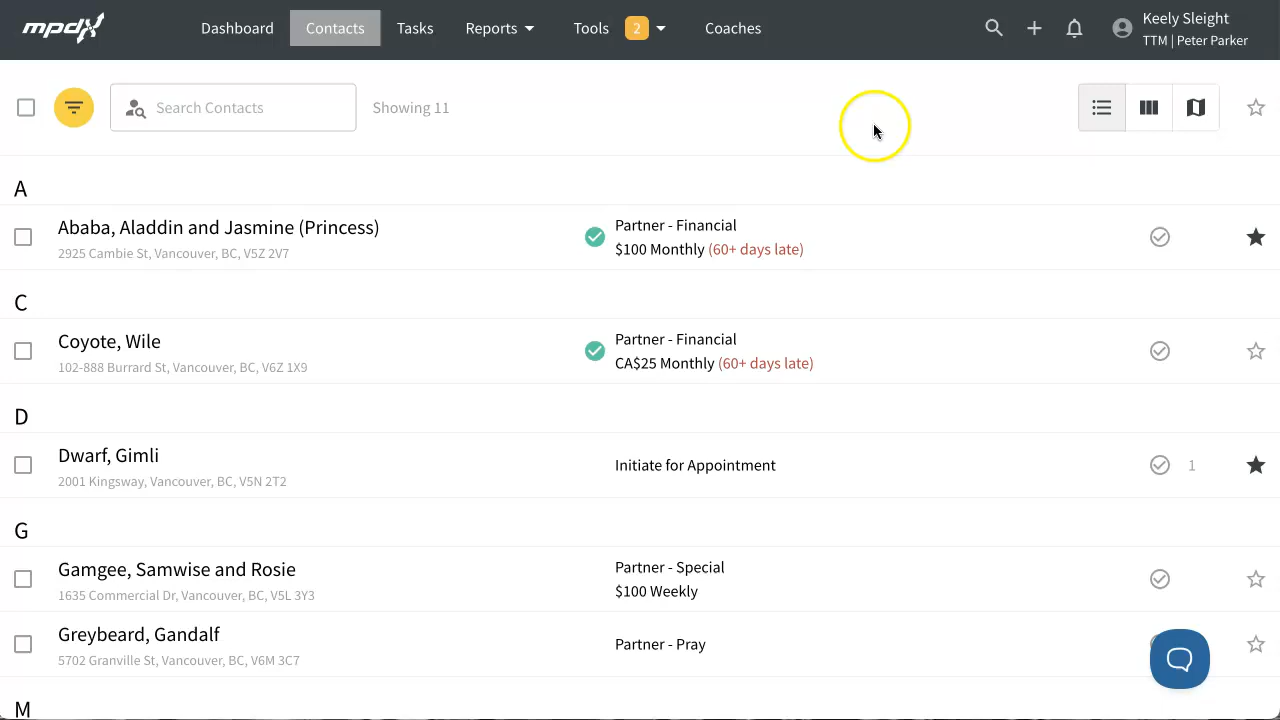 mpdx
Dashboard
Contacts
Tasks
Reports
Tools
2
Coaches
Keely Sleight
TTM | Peter Parker
Search Contacts
Showing 11
A
Ababa, Aladdin and Jasmine (Princess)
2925 Cambie St, Vancouver, BC, V5Z 2V7
Partner - Financial
$100 Monthly (60+ days late)
C
Coyote, Wile
102-888 Burrard St, Vancouver, BC, V6Z 1X9
Partner - Financial
CA$25 Monthly (60+ days late)
D
Dwarf, Gimli
2001 Kingsway, Vancouver, BC, V5N 2T2
Initiate for Appointment
1
G
Gamgee, Samwise and Rosie
1635 Commercial Dr, Vancouver, BC, V5L 3Y3
Partner - Special
$100 Weekly
Greybeard, Gandalf
5702 Granville St, Vancouver, BC, V6M 3C7
Partner - Pray
M